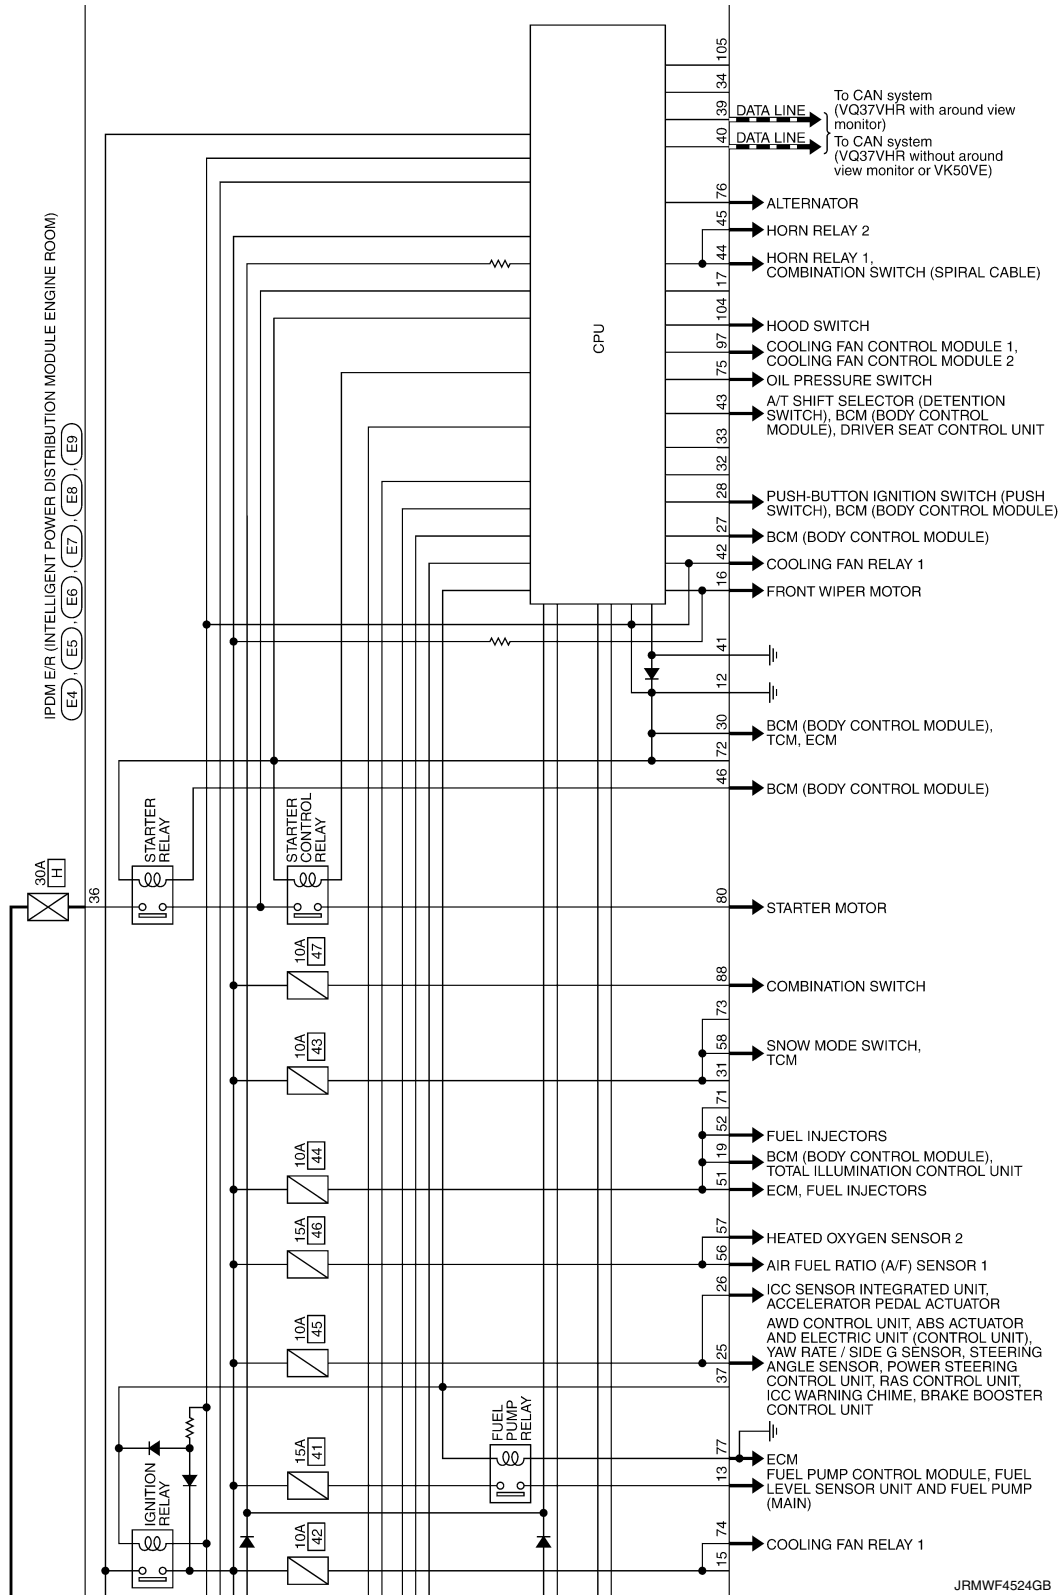 105
34
39
DATA LINE
To CAN system
(VQ37VHR with around view
monitor)
40
DATA LINE
To CAN system
(VQ37VHR without around
view monitor or VK50VE)
76
ALTERNATOR
45
HORN RELAY 2
44
HORN RELAY 1,
COMBINATION SWITCH (SPIRAL CABLE)
17
104
HOOD SWITCH
CPU
97
COOLING FAN CONTROL MODULE 1,
COOLING FAN CONTROL MODULE 2
75
OIL PRESSURE SWITCH
43
A/T SHIFT SELECTOR (DETENTION
SWITCH), BCM (BODY CONTROL
MODULE), DRIVER SEAT CONTROL UNIT
33
32
28
PUSH-BUTTON IGNITION SWITCH (PUSH
SWITCH), BCM (BODY CONTROL MODULE)
27
BCM (BODY CONTROL MODULE)
42
COOLING FAN RELAY 1
16
FRONT WIPER MOTOR
IPDM E/R (INTELLIGENT POWER DISTRIBUTION MODULE ENGINE ROOM)
E4 , E5 , E6 , E7 , E8 , E9
41
12
30
BCM (BODY CONTROL MODULE),
TCM, ECM
72
46
BCM (BODY CONTROL MODULE)
STARTER
RELAY
STARTER
CONTROL
RELAY
30A
H
36
80
STARTER MOTOR
10A
47
88
COMBINATION SWITCH
73
10A
43
58
SNOW MODE SWITCH,
TCM
31
71
52
FUEL INJECTORS
10A
44
19
BCM (BODY CONTROL MODULE),
TOTAL ILLUMINATION CONTROL UNIT
51
ECM, FUEL INJECTORS
15A
46
57
HEATED OXYGEN SENSOR 2
56
AIR FUEL RATIO (A/F) SENSOR 1
26
ICC SENSOR INTEGRATED UNIT,
ACCELERATOR PEDAL ACTUATOR
10A
45
25
AWD CONTROL UNIT, ABS ACTUATOR
AND ELECTRIC UNIT (CONTROL UNIT),
YAW RATE / SIDE G SENSOR, STEERING
ANGLE SENSOR, POWER STEERING
CONTROL UNIT, RAS CONTROL UNIT,
ICC WARNING CHIME, BRAKE BOOSTER
CONTROL UNIT
37
FUEL
PUMP
RELAY
15A
41
77
ECM
13
FUEL PUMP CONTROL MODULE, FUEL
LEVEL SENSOR UNIT AND FUEL PUMP
(MAIN)
IGNITION
RELAY
10A
42
74
COOLING FAN RELAY 1
15
JRMWF4524GB